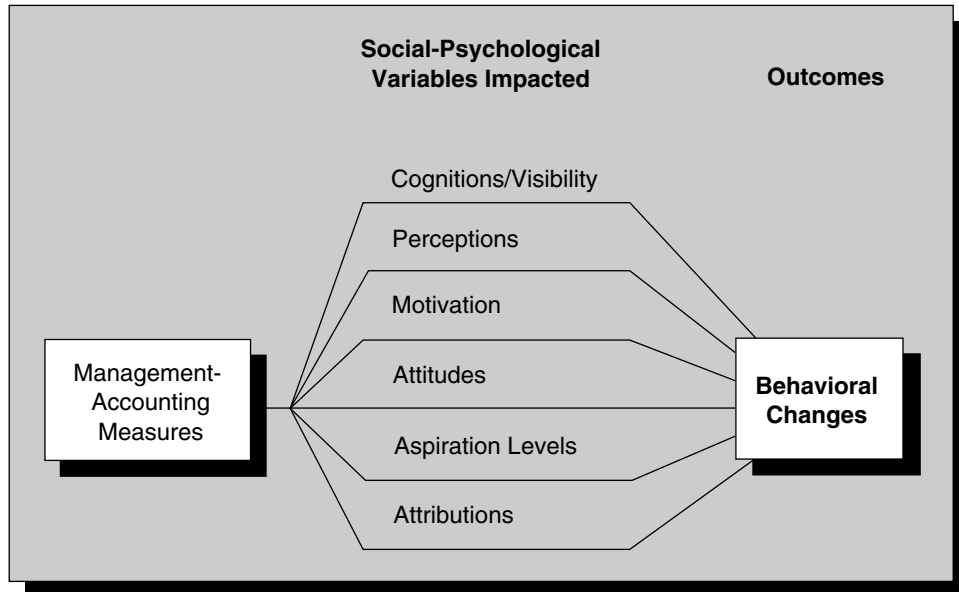 Social-Psychological
Variables Impacted
Outcomes
Cognitions/Visibility
Perceptions
Motivation
Attitudes
Aspiration Levels
Attributions
Management-
Accounting
Measures
Behavioral
Changes